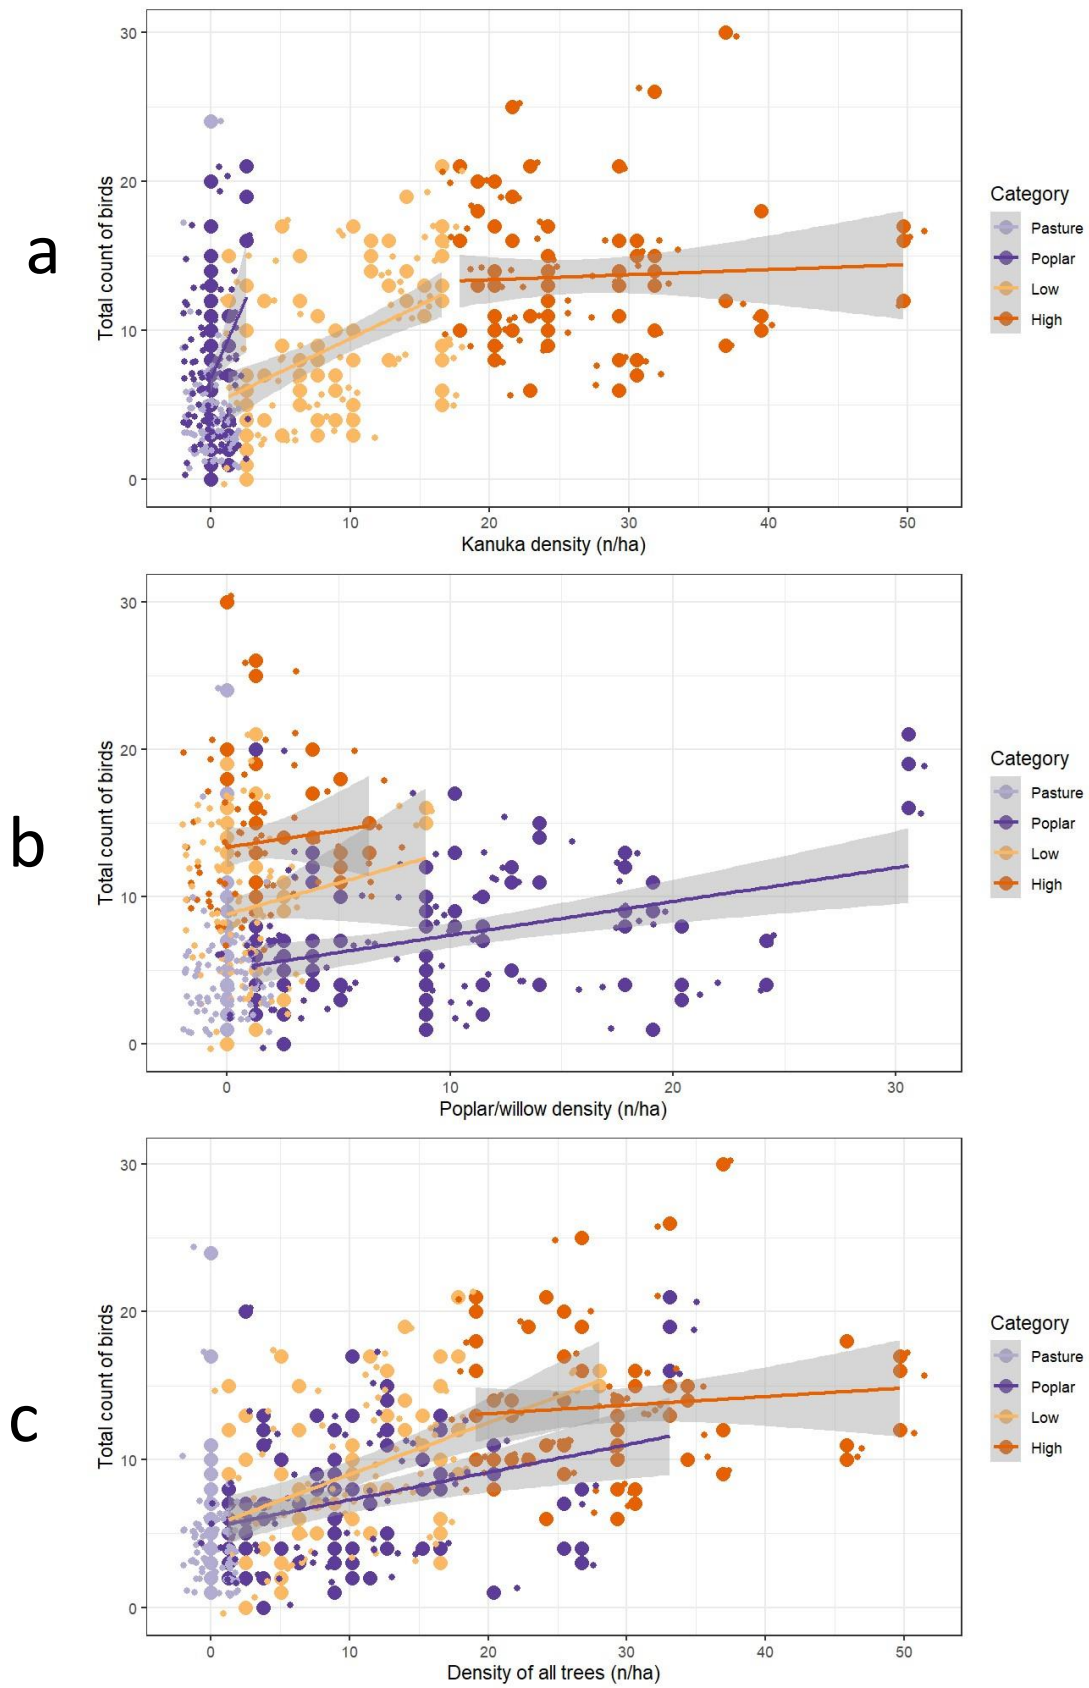 a
Total count of birds
30
20
10
0
0 10 20 30 40 50
Kanuka density (n/ha)
Category
Pasture
Poplar
Low
High
b
Total count of birds
30
20
10
0
0 10 20 30
Poplar/willow density (n/ha)
Category
Pasture
Poplar
Low
High
c
Total count of birds
30
20
10
0
0 10 20 30 40 50
Density of all trees (n/ha)
Category
Pasture
Poplar
Low
High